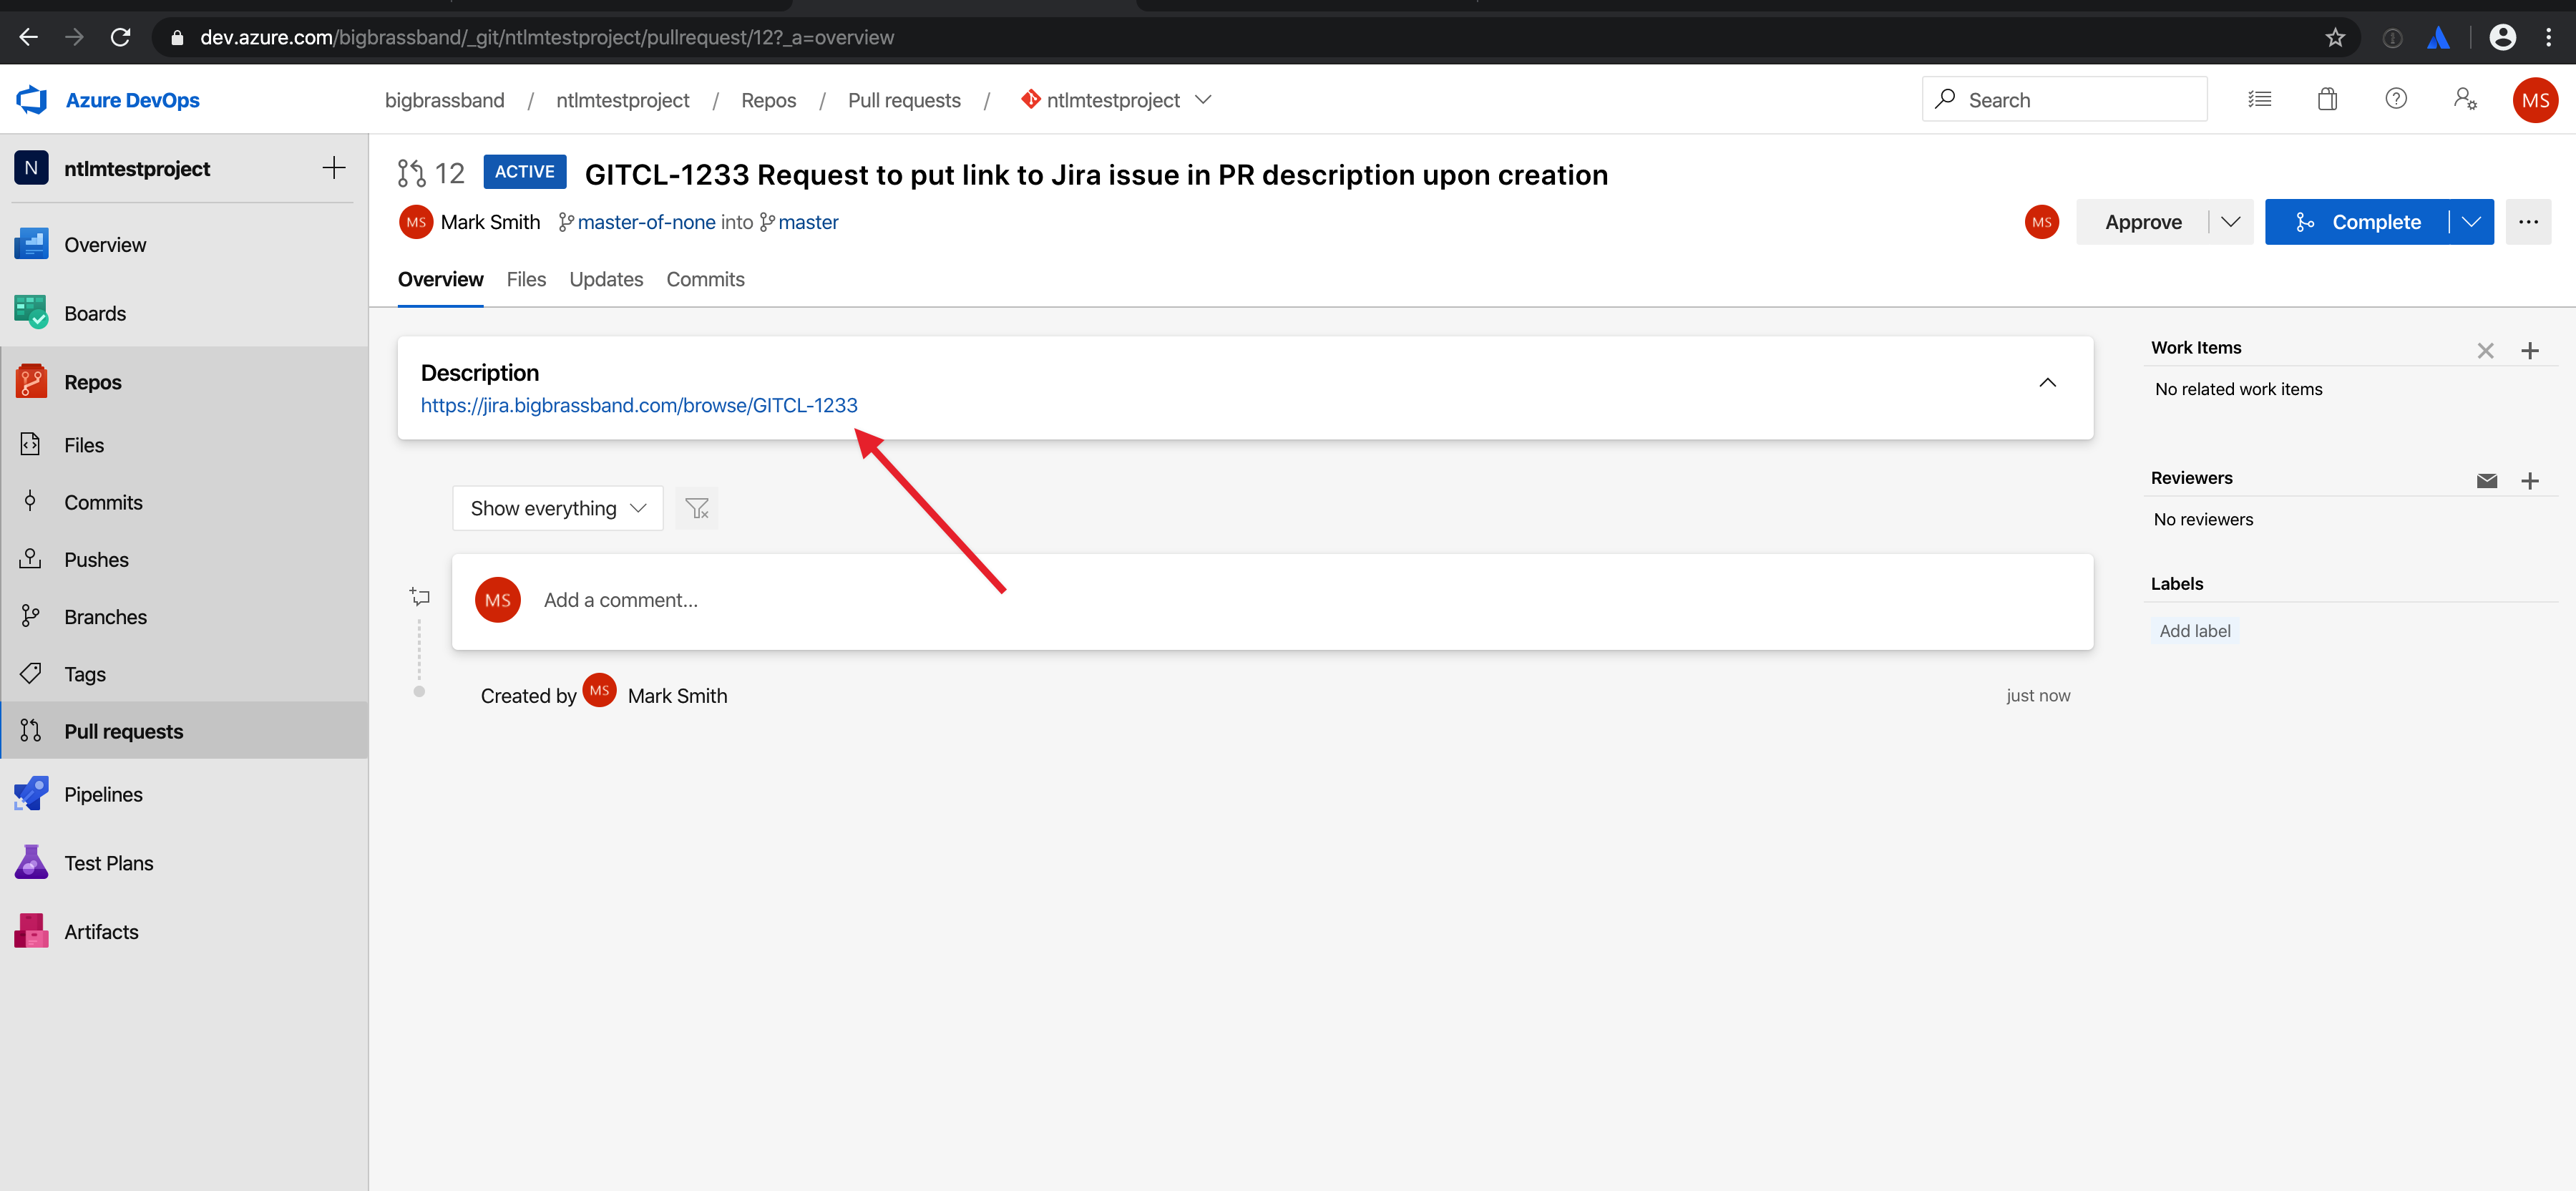 dev.azure.com/bigbrassband/_git/ntlmtestproject/pullrequest/12?_a=overview
Azure DevOps
bigbrassband / ntlmtestproject / Repos / Pull requests / ntlmtestproject
Search
MS
N ntlmtestproject
12 ACTIVE GITCL-1233 Request to put link to Jira issue in PR description upon creation
MS Mark Smith master-of-none into master
MS Approve Complete
Overview Files Updates Commits
Overview
Boards
Repos
Files
Commits
Pushes
Branches
Tags
Pull requests
Pipelines
Test Plans
Artifacts
Description
https://jira.bigbrassband.com/browse/GITCL-1233
Show everything
MS Add a comment...
Created by MS Mark Smith just now
Work Items
No related work items
Reviewers
No reviewers
Labels
Add label